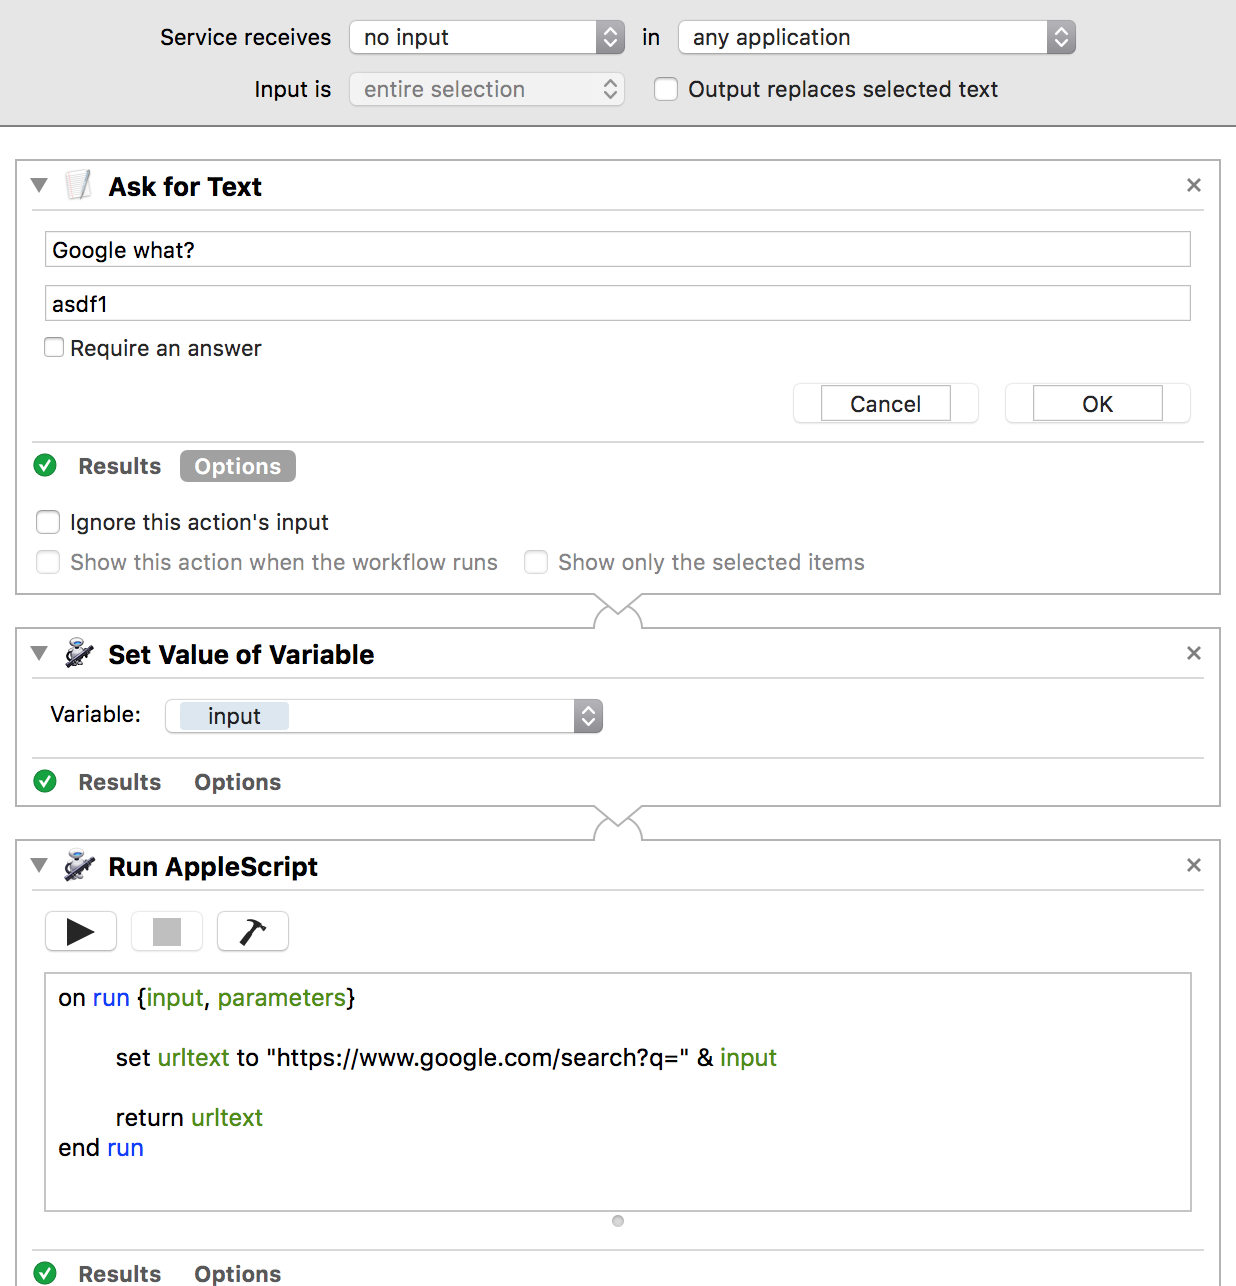 Service receives no input in any application
Input is entire selection Output replaces selected text
Ask for Text
Google what?
asdf1
Require an answer
Cancel OK
Results Options
Ignore this action's input
Show this action when the workflow runs Show only the selected items
Set Value of Variable
Variable: input
Results Options
Run AppleScript
on run {input, parameters}
set urltext to "https://www.google.com/search?q=" & input
return urltext
end run
Results Options